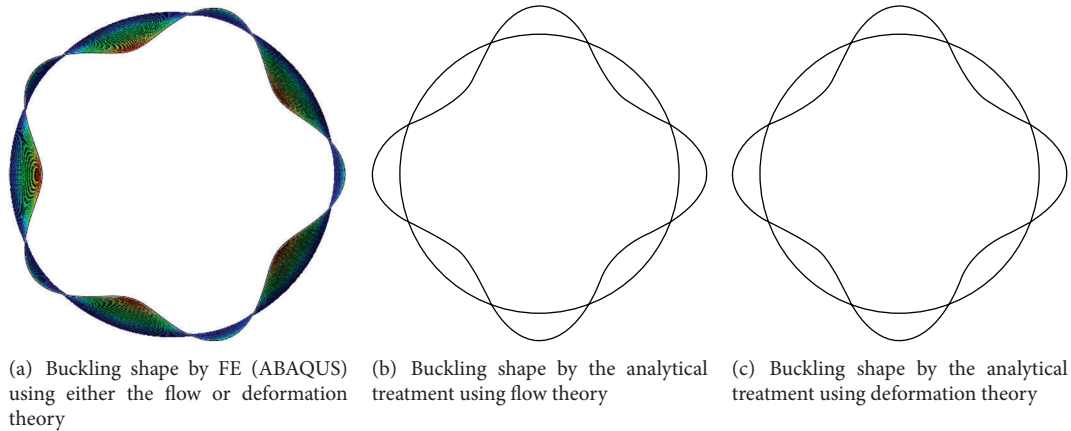 (a) Buckling shape by FE (ABAQUS)
using either the flow or deformation
theory
(b) Buckling shape by the analytical
treatment using flow theory
(c) Buckling shape by the analytical
treatment using deformation theory